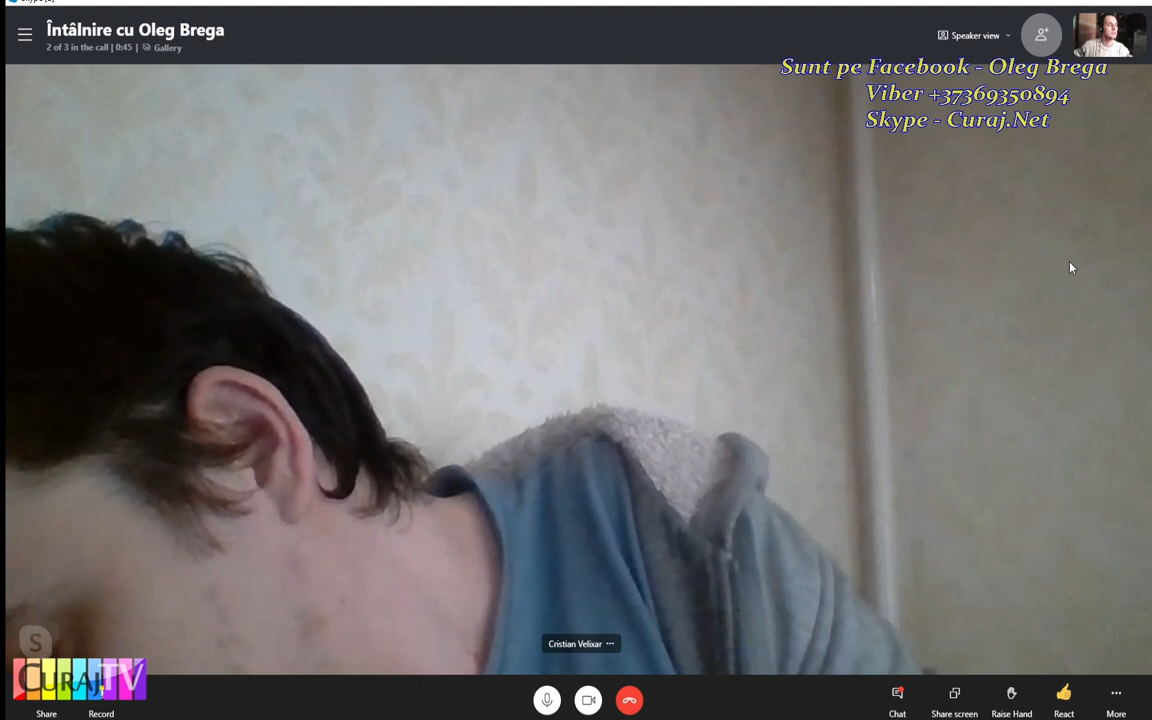 Întâlnire cu Oleg Brega
2 of 3 in the call | 0:45 | Gallery
Speaker view
Sunt pe Facebook - Oleg Brega
Viber +37369350894
Skype - Curaj.Net
Cristian Velixar
S
CURAJ TV
Share
Record
Chat
Share screen
Raise Hand
React
More